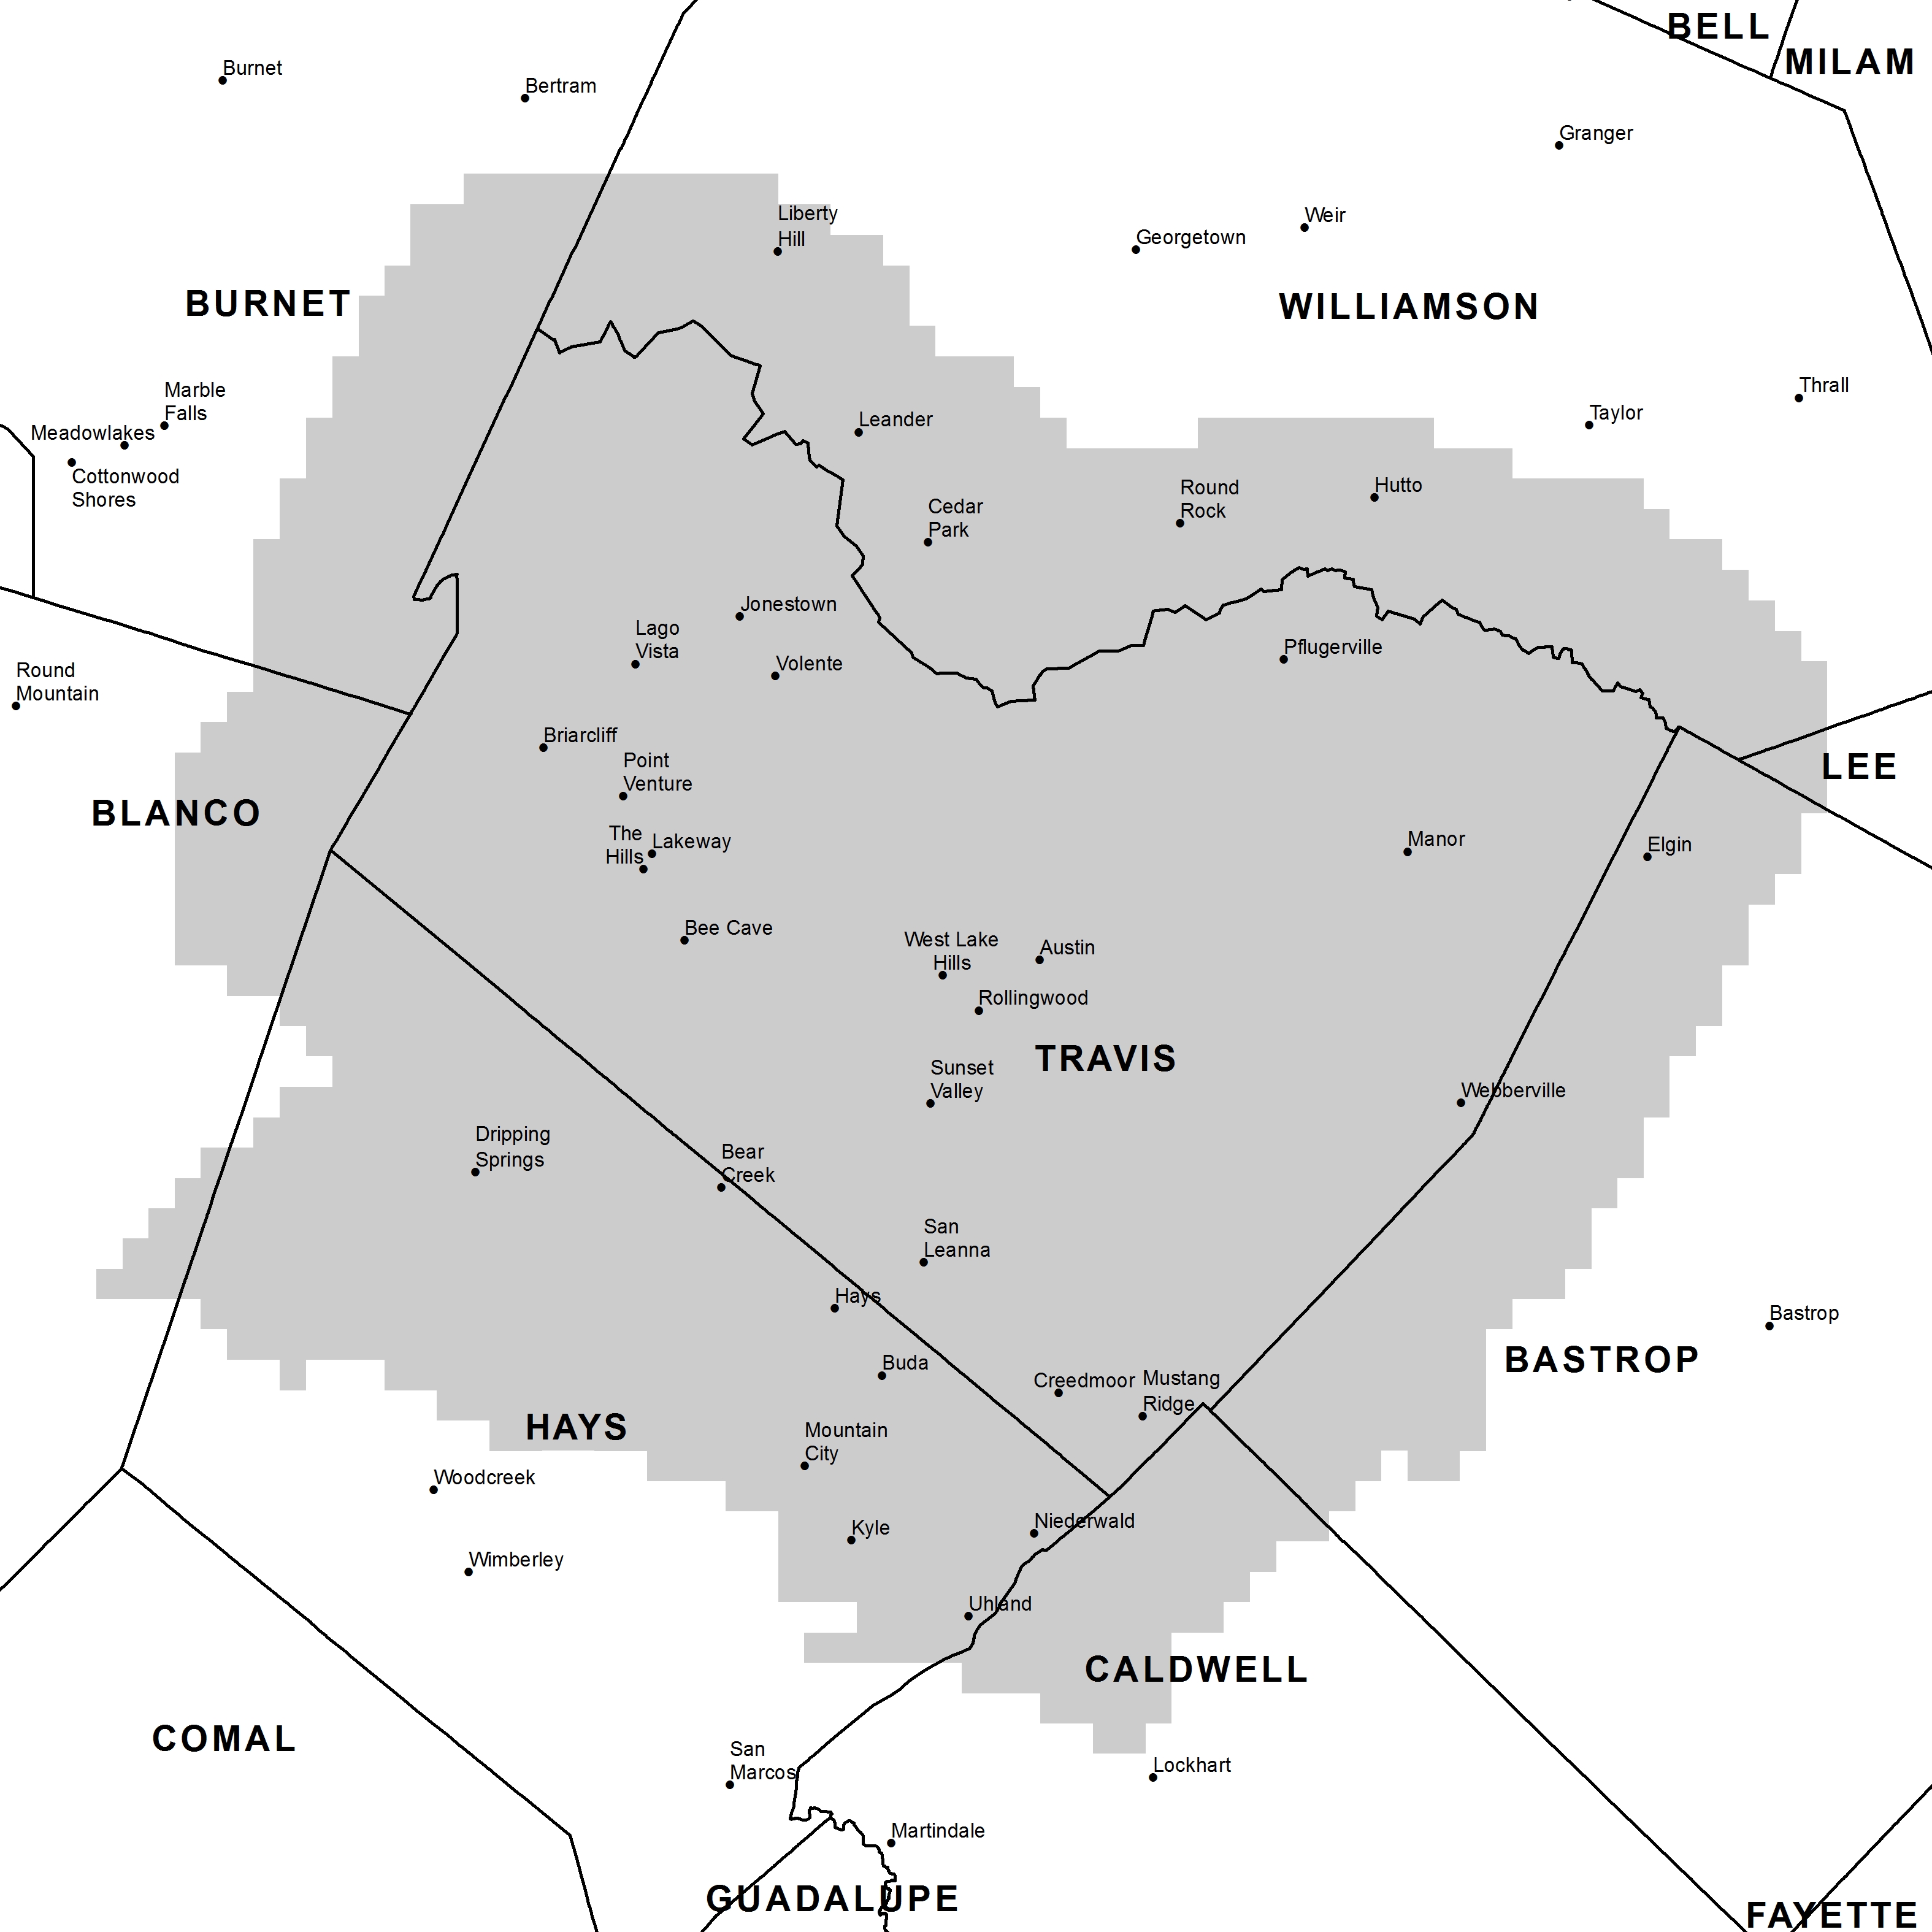 BELL
MILAM
Burnet
Bertram
Granger
Liberty
Hill
Weir
Georgetown
BURNET
WILLIAMSON
Marble
Falls
Meadowlakes
Cottonwood
Shores
Leander
Thrall
Taylor
Round
Rock
Hutto
Cedar
Park
Jonestown
Lago
Vista
Volente
Pflugerville
Round
Mountain
Briarcliff
Point
Venture
LEE
BLANCO
The
Hills
Lakeway
Manor
Elgin
Bee Cave
West Lake
Hills
Austin
Rollingwood
TRAVIS
Sunset
Valley
Webberville
Dripping
Springs
Bear
Creek
San
Leanna
Hays
Bastrop
BASTROP
Buda
Creedmoor
Mustang
Ridge
HAYS
Mountain
City
Woodcreek
Kyle
Niederwald
Wimberley
Uhland
CALDWELL
COMAL
San
Marcos
Lockhart
Martindale
GUADALUPE
FAYETTE